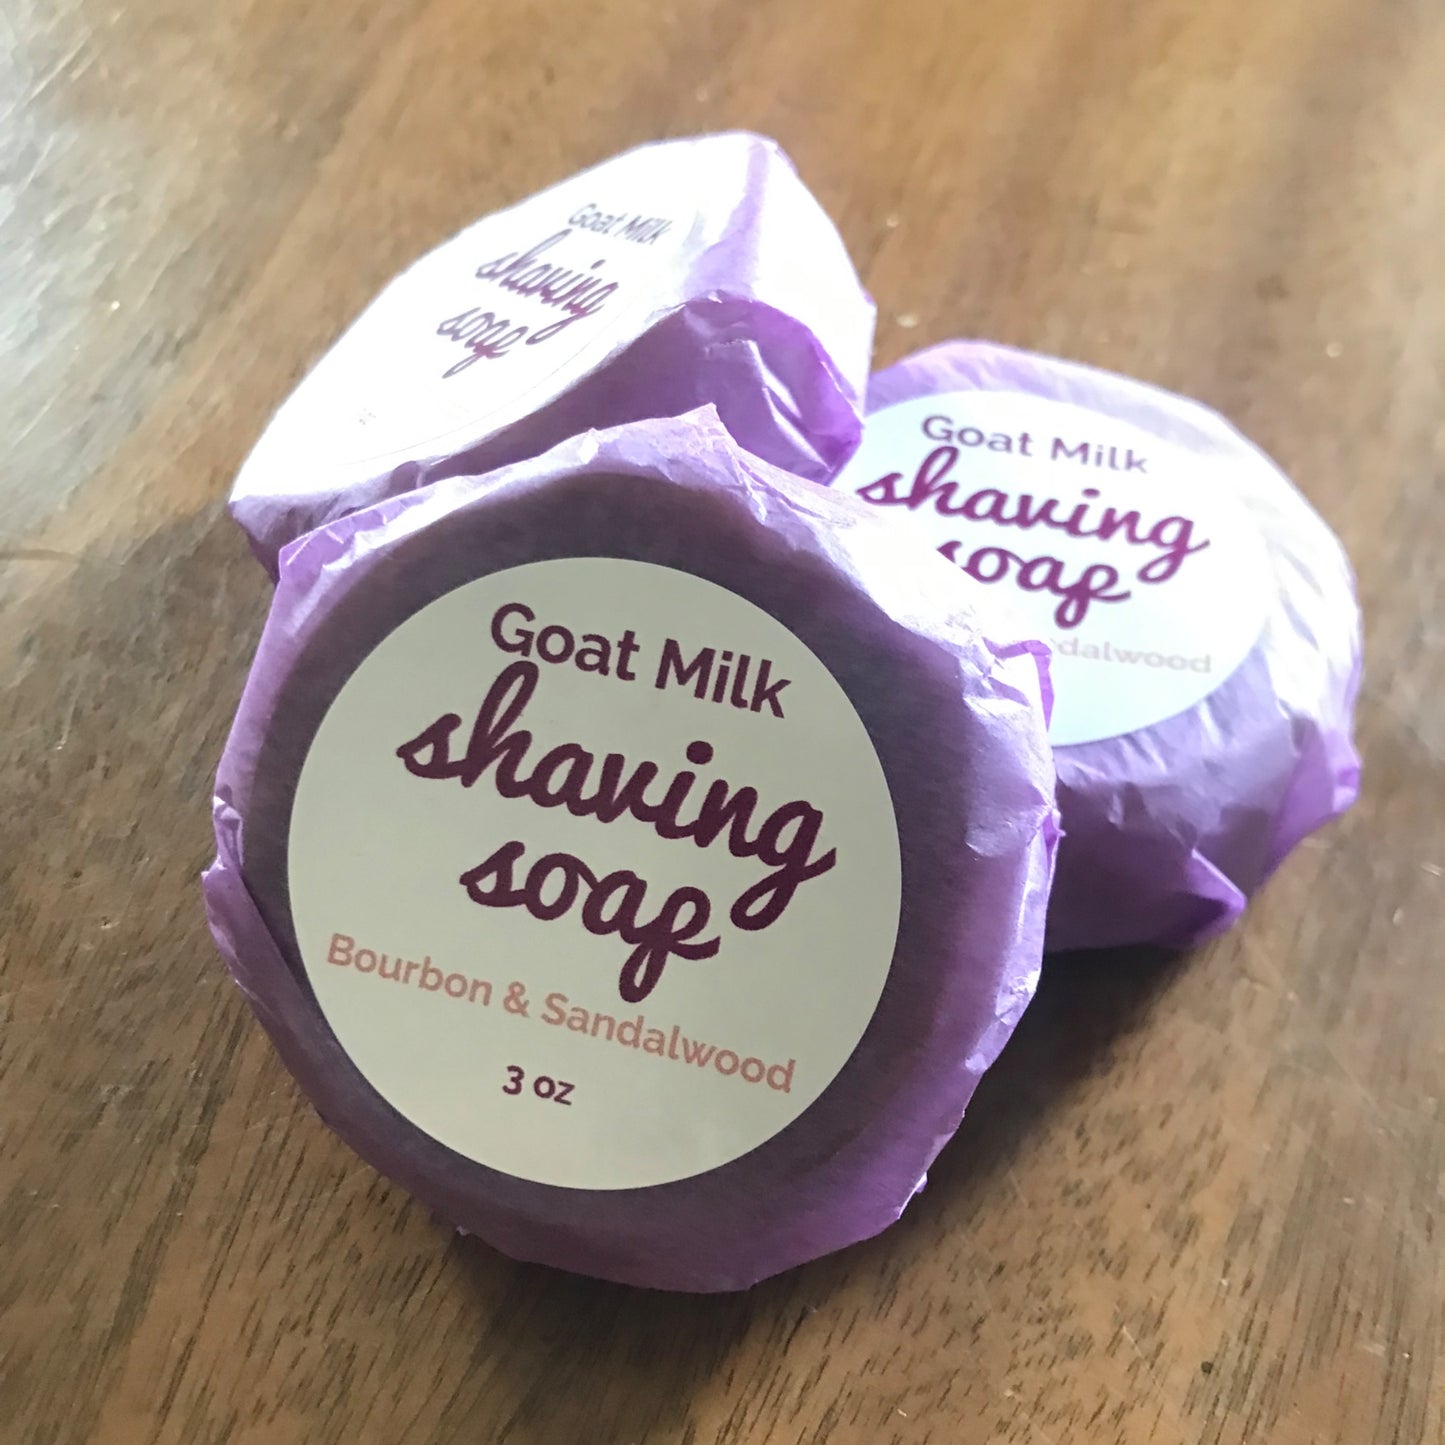 Goat Milk
shaving
soap
Goat Milk
shaving
soap
Goat Milk
shaving
soap
Bourbon & Sandalwood
3 oz